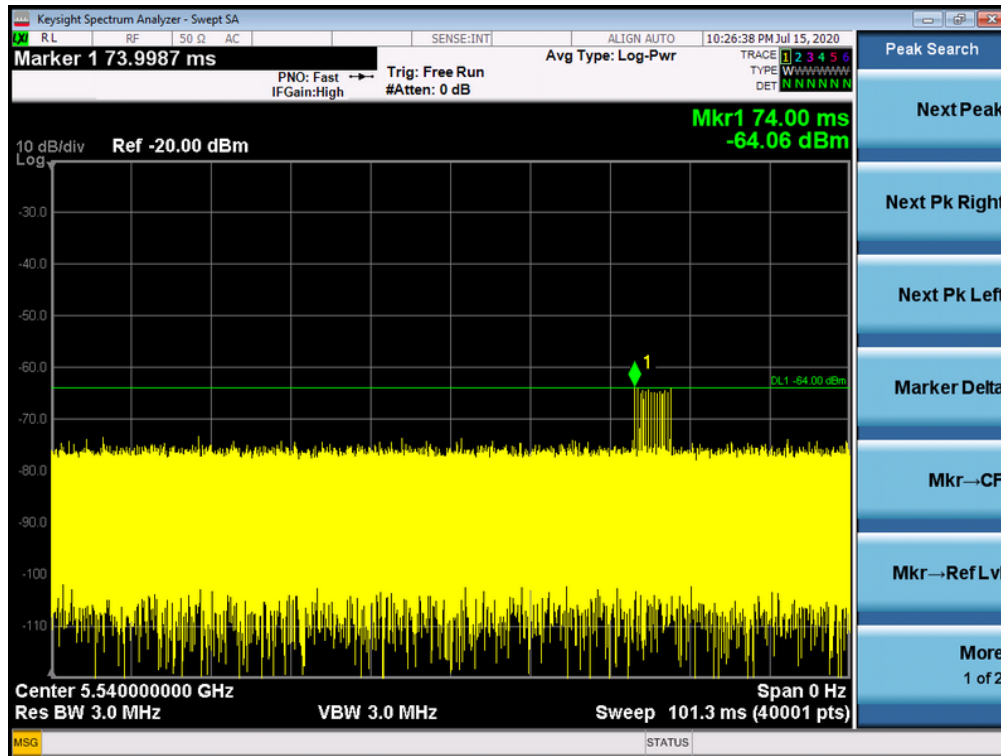 Keysight Spectrum Analyzer - Swept SA
LXI RL RF 50 Ω AC SENSE:INT ALIGN AUTO 10:26:38 PM Jul 15, 2020
Marker 1 73.9987 ms
PNO: Fast
IFGain:High
Trig: Free Run
#Atten: 0 dB
Avg Type: Log-Pwr
TRACE 1 2 3 4 5 6
TYPE WWWWWW
DET N N N N N N
Mkr1 74.00 ms
-64.06 dBm
10 dB/div Ref -20.00 dBm
Log
-30.0
-40.0
-50.0
-60.0
1
DL1 -64.00 dBm
-70.0
-80.0
-90.0
-100
-110
Center 5.540000000 GHz Span 0 Hz
Res BW 3.0 MHz VBW 3.0 MHz Sweep 101.3 ms (40001 pts)
MSG STATUS
Peak Search
Next Peak
Next Pk Right
Next Pk Left
Marker Delta
Mkr→CF
Mkr→Ref Lvl
More
1 of 2